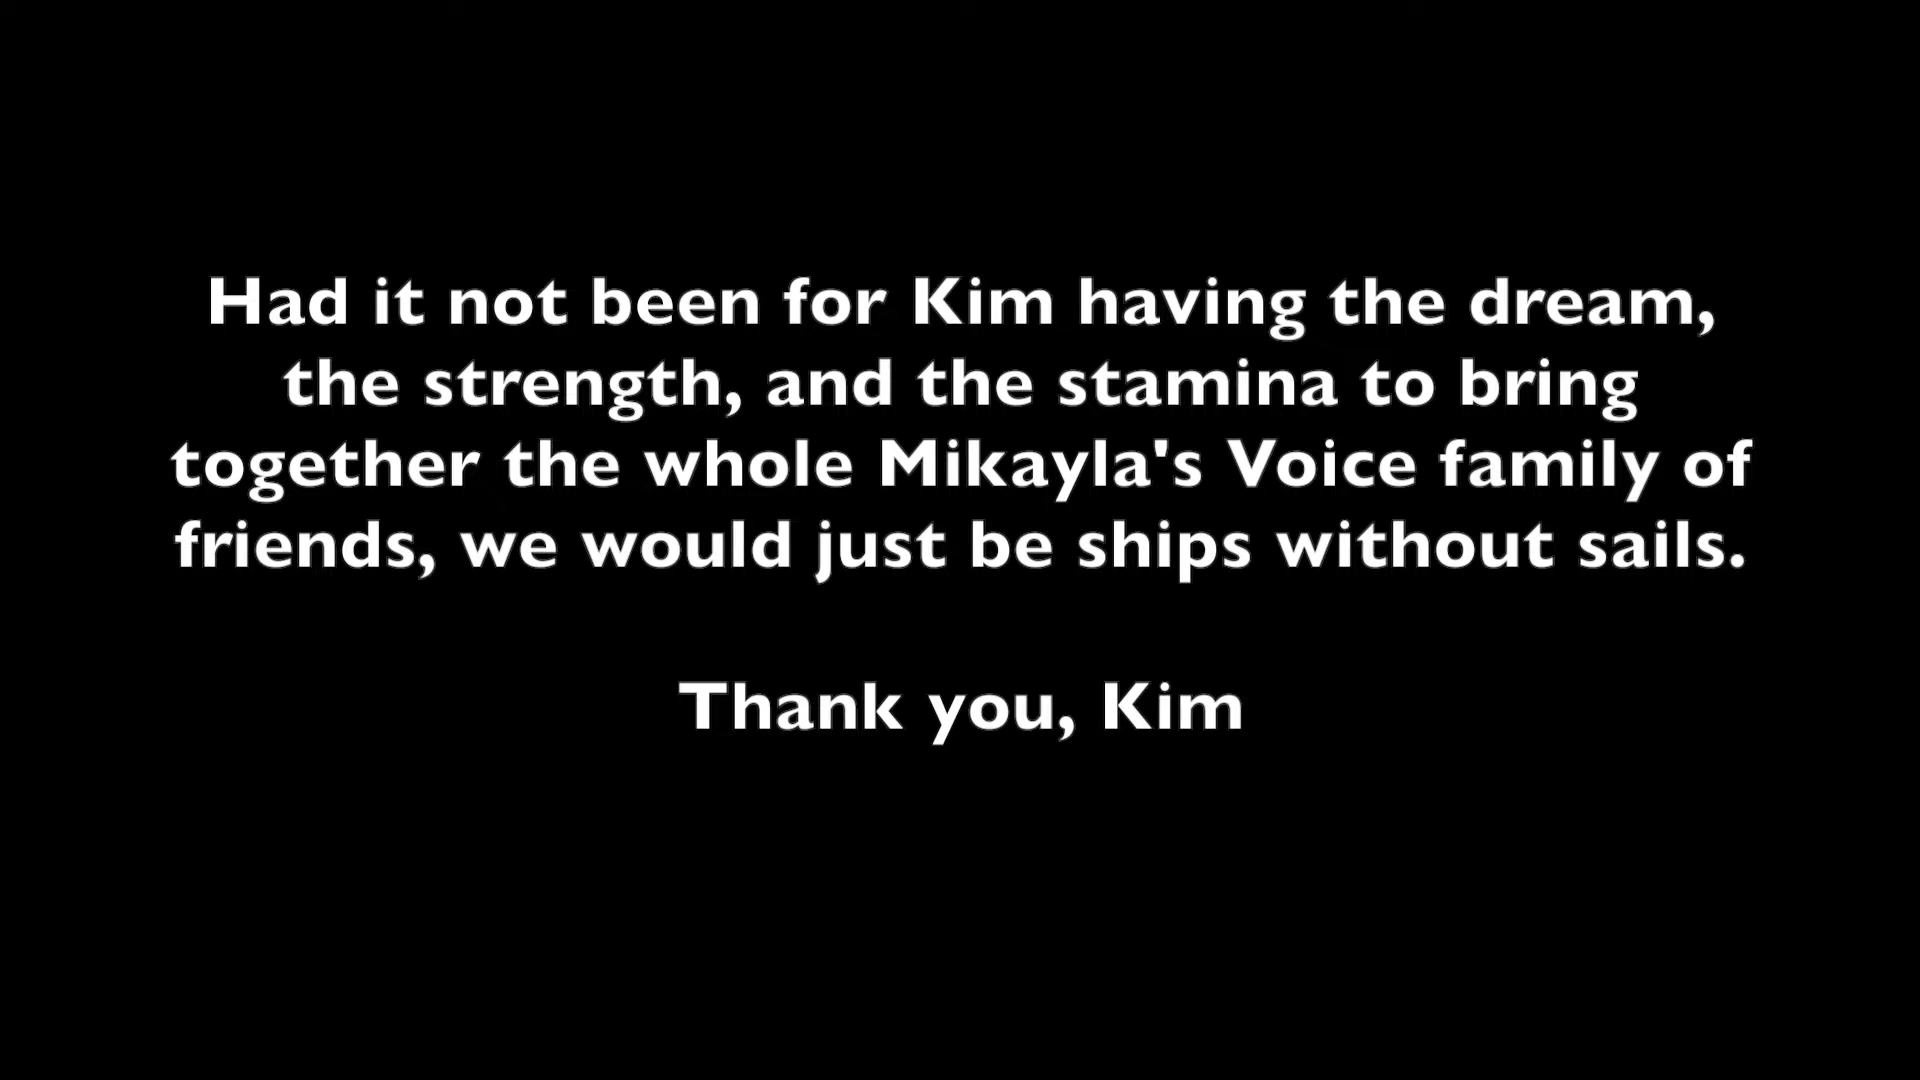 Had it not been for Kim having the dream,
the strength, and the stamina to bring
together the whole Mikayla's Voice family of
friends, we would just be ships without sails.
Thank you, Kim